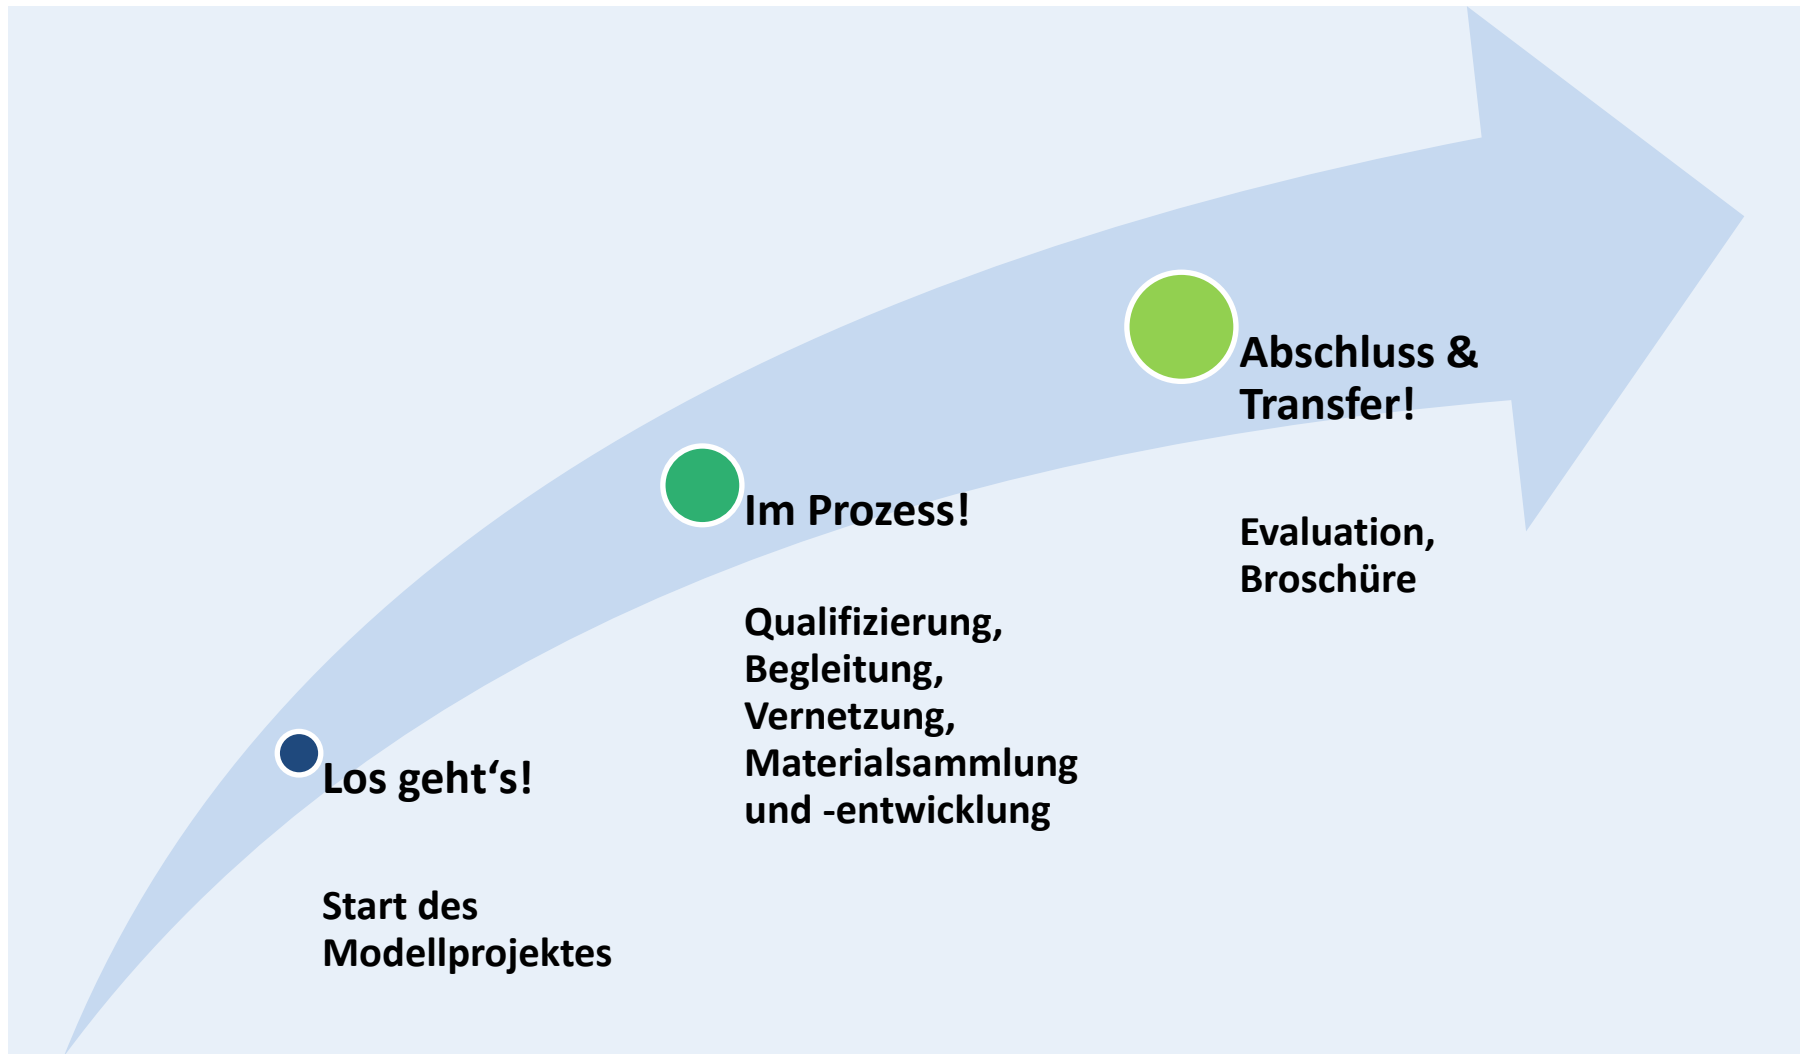 Los geht‘s!
Start des
Modellprojektes
Im Prozess!
Qualifizierung,
Begleitung,
Vernetzung,
Materialsammlung
und -entwicklung
Abschluss &
Transfer!
Evaluation,
Broschüre